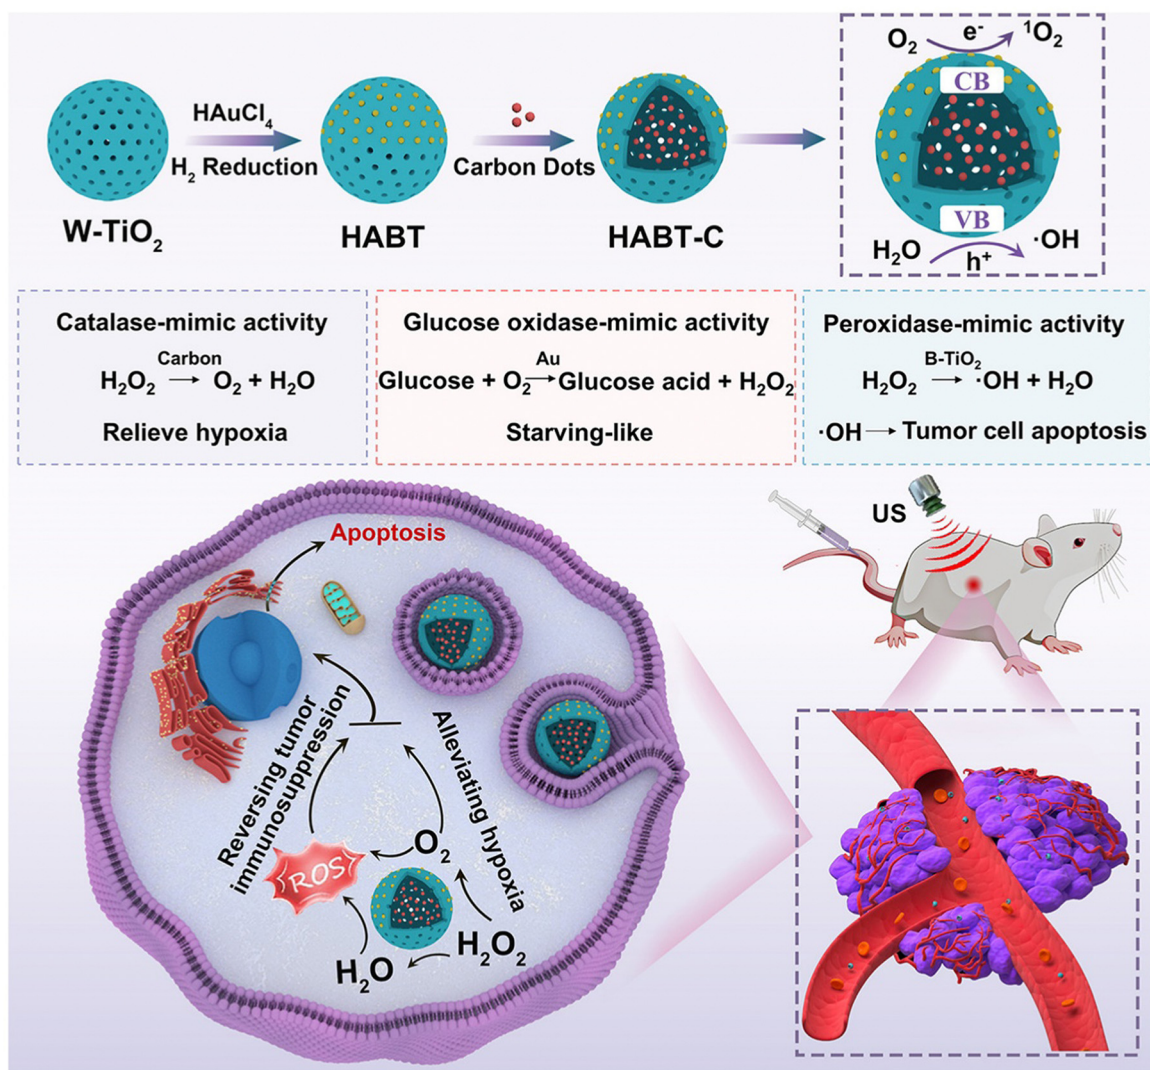 HAuCl₄
H₂ Reduction
Carbon Dots
W-TiO₂
HABT
HABT-C
O₂ e⁻ ¹O₂
CB
VB
H₂O h⁺ ·OH
Catalase-mimic activity
Carbon
H₂O₂ → O₂ + H₂O
Relieve hypoxia
Glucose oxidase-mimic activity
Au
Glucose + O₂ → Glucose acid + H₂O₂
Starving-like
Peroxidase-mimic activity
B-TiO₂
H₂O₂ → ·OH + H₂O
·OH → Tumor cell apoptosis
Apoptosis
Reversing tumor
immunosuppression
Alleviating hypoxia
O₂
ROS
H₂O₂
H₂O
US